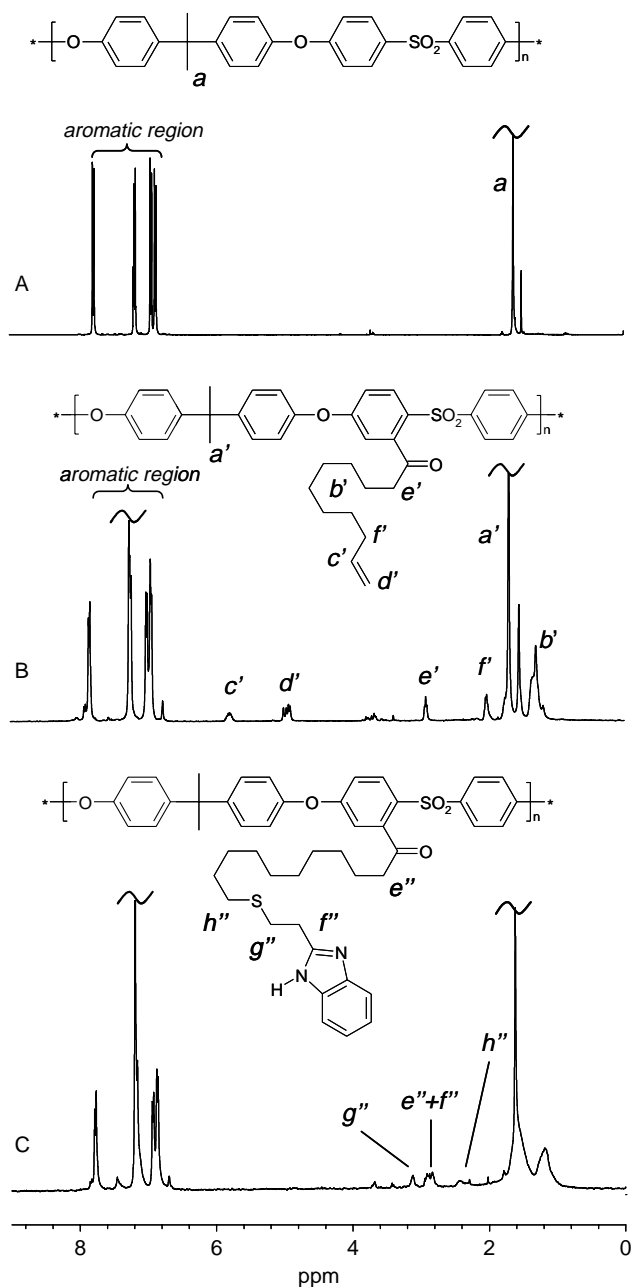 * O O SO2 n *
a
aromatic region
a
A
* O O SO2 n *
a' O
b' e'
aromatic region
f'
c'
d'
a'
b'
B
c' d' e' f'
* O O SO2 n *
O
e"
S
h"
g" f"
N
N
H
h"
e"+f"
g"
C
8 6 4 2 0
ppm